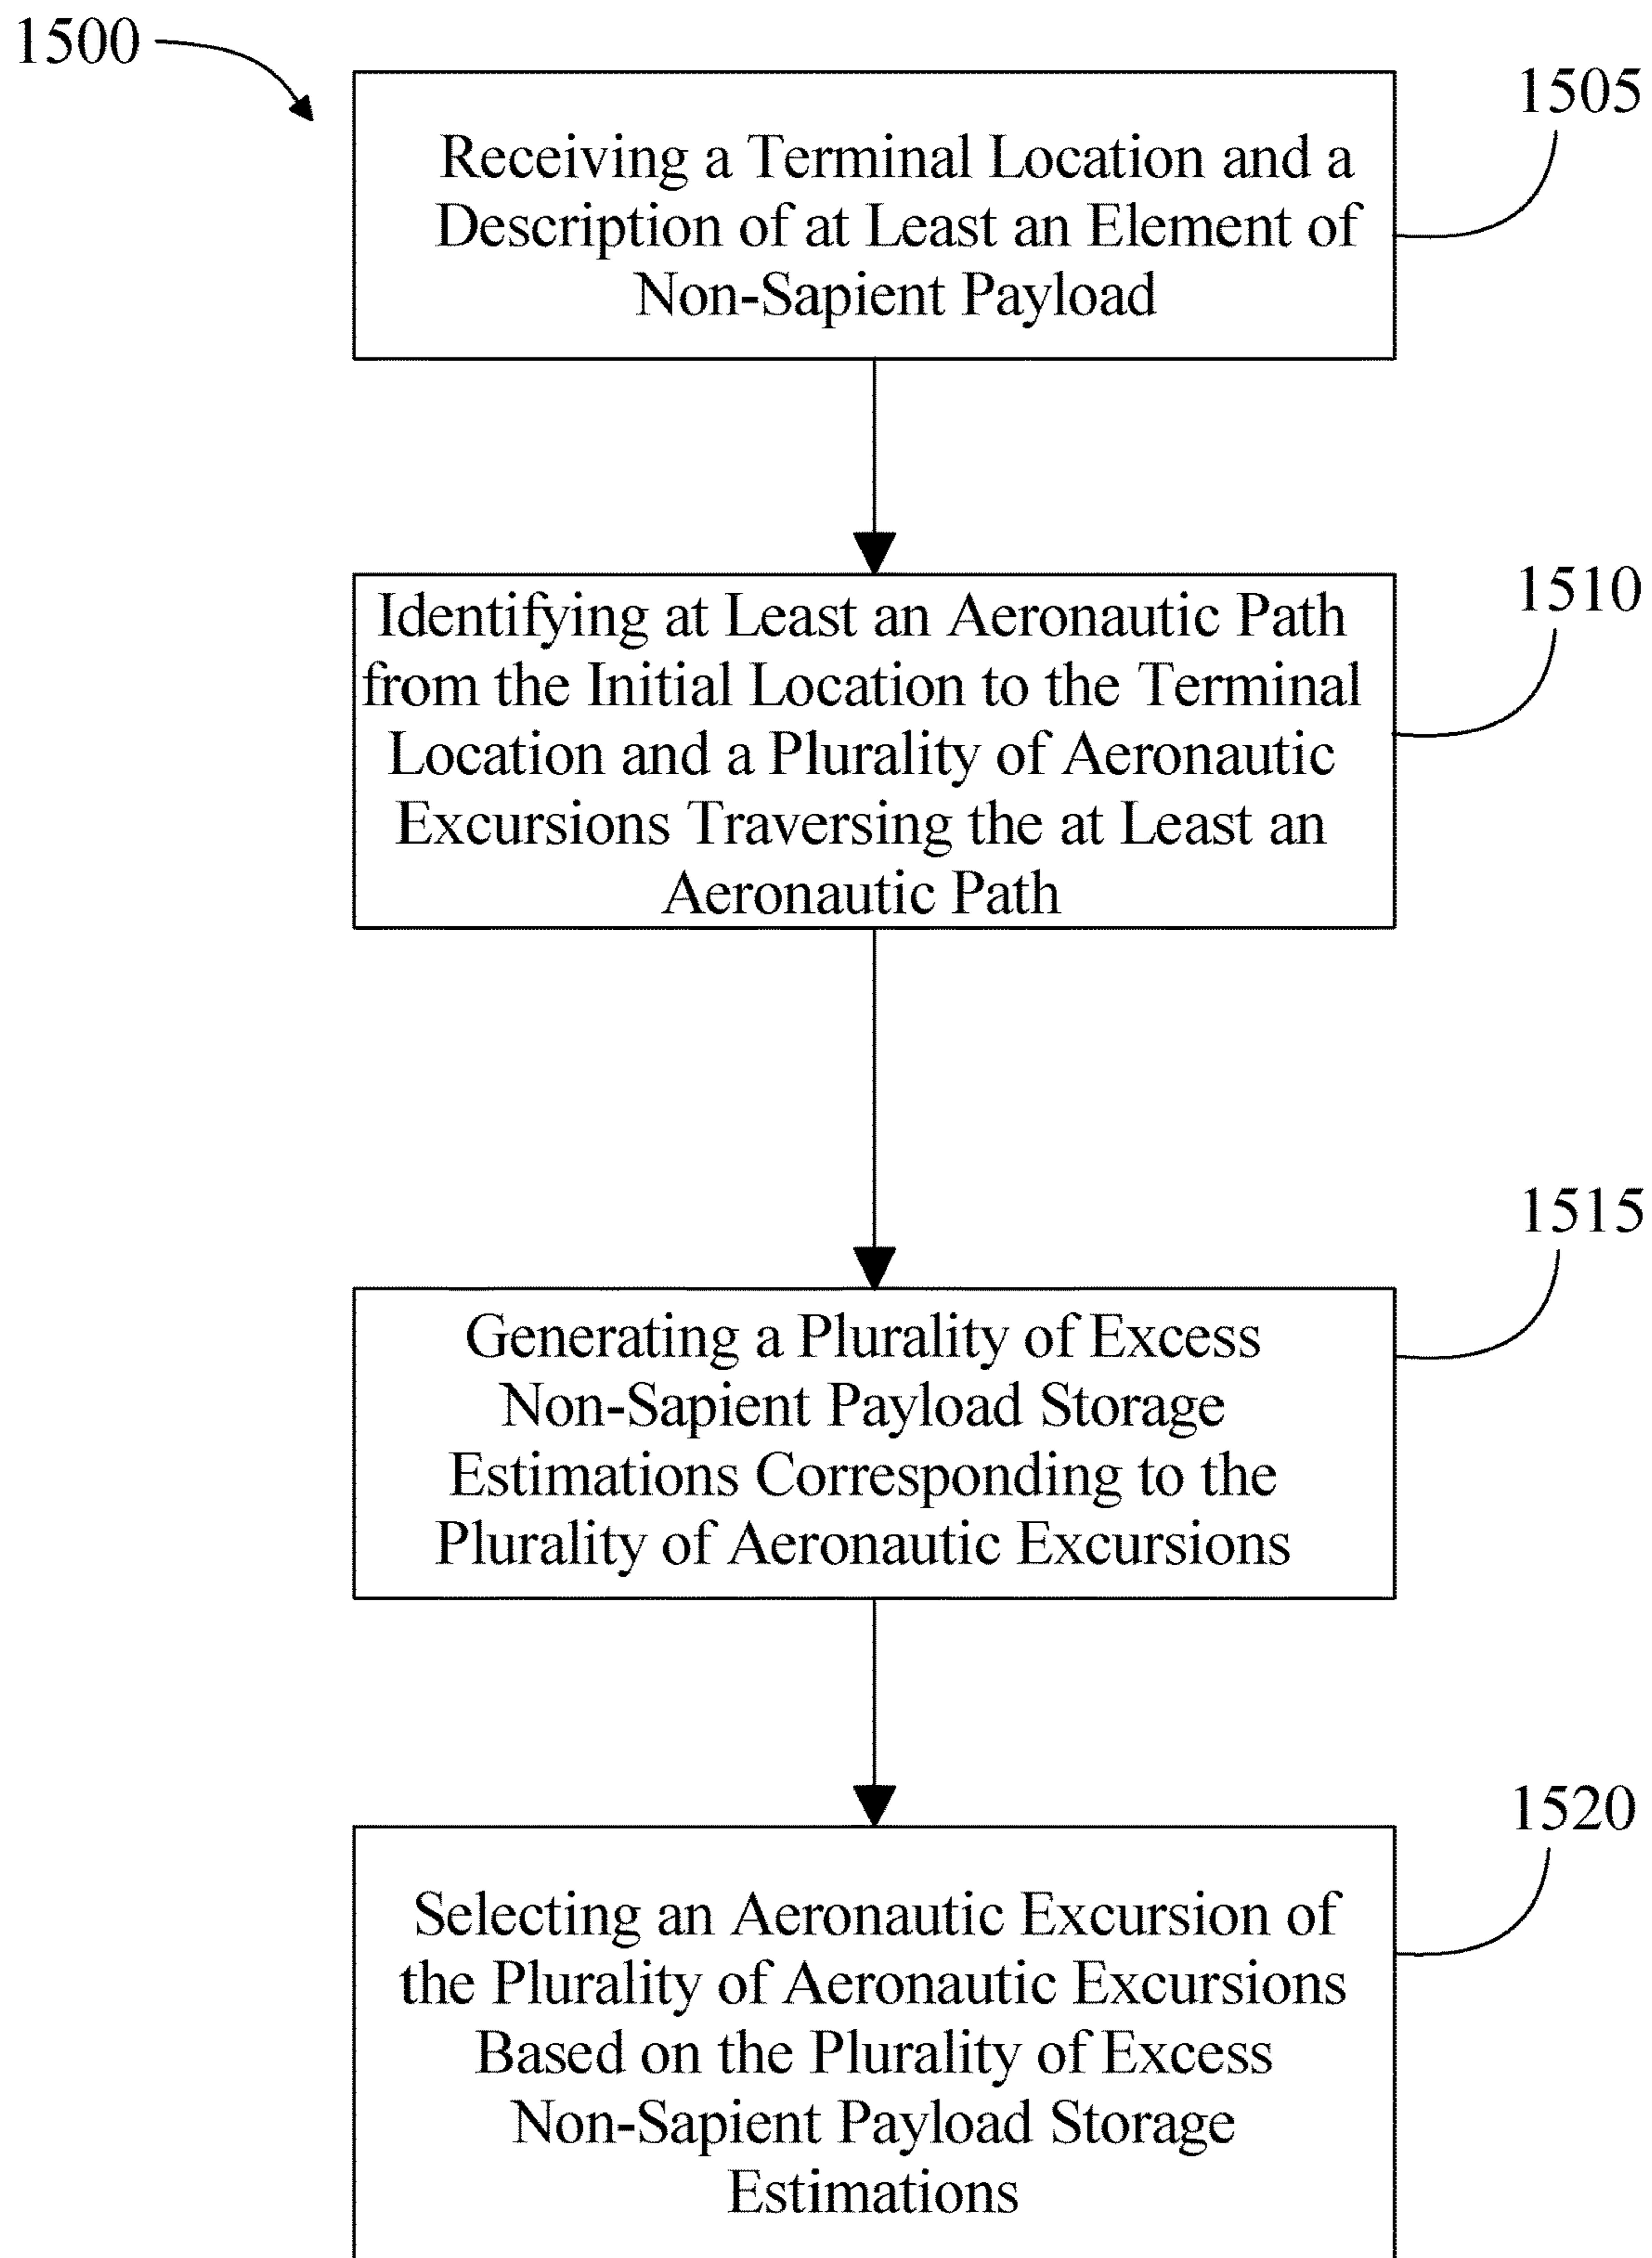 1500
1505
Receiving a Terminal Location and a
Description of at Least an Element of
Non-Sapient Payload
1510
Identifying at Least an Aeronautic Path
from the Initial Location to the Terminal
Location and a Plurality of Aeronautic
Excursions Traversing the at Least an
Aeronautic Path
1515
Generating a Plurality of Excess
Non-Sapient Payload Storage
Estimations Corresponding to the
Plurality of Aeronautic Excursions
1520
Selecting an Aeronautic Excursion of
the Plurality of Aeronautic Excursions
Based on the Plurality of Excess
Non-Sapient Payload Storage
Estimations